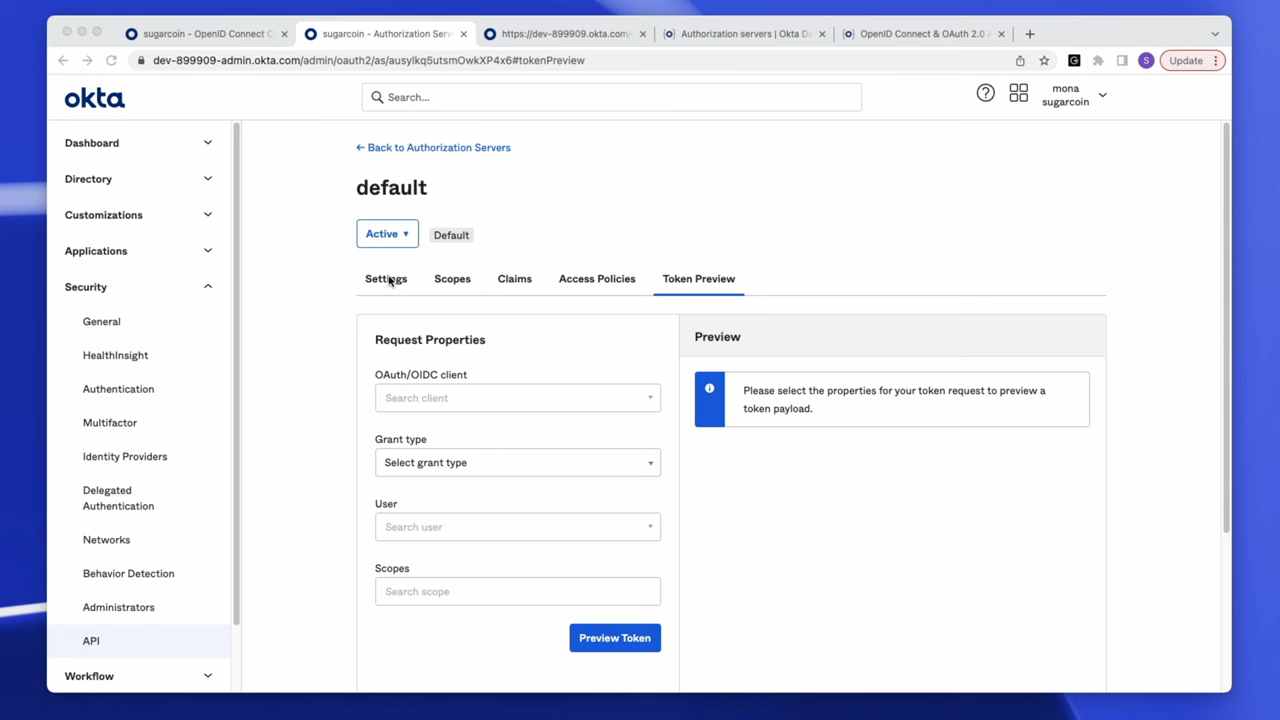 sugarcoin - OpenID Connect C
sugarcoin - Authorization Serv
https://dev-899909.okta.com/
Authorization servers | Okta D
OpenID Connect & OAuth 2.0 A
dev-899909-admin.okta.com/admin/oauth2/as/ausylkq5utsmOwkXP4x6#tokenPreview
G
S
Update
okta
Search...
mona
sugarcoin
Dashboard
Directory
Customizations
Applications
Security
General
HealthInsight
Authentication
Multifactor
Identity Providers
Delegated
Authentication
Networks
Behavior Detection
Administrators
API
Workflow
← Back to Authorization Servers
default
Active
Default
Settings
Scopes
Claims
Access Policies
Token Preview
Request Properties
OAuth/OIDC client
Search client
Grant type
Select grant type
User
Search user
Scopes
Search scope
Preview Token
Preview
Please select the properties for your token request to preview a
token payload.